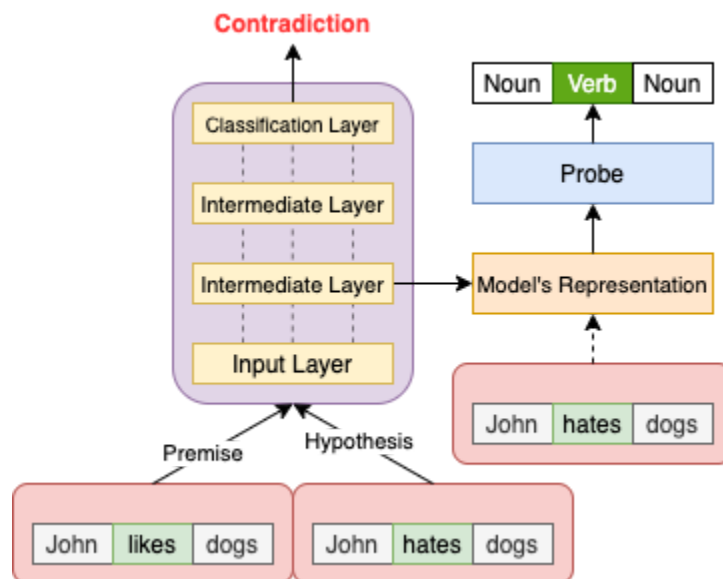 Contradiction
Classification Layer
Intermediate Layer
Intermediate Layer
Input Layer
Premise
Hypothesis
John likes dogs
John hates dogs
Noun Verb Noun
Probe
Model's Representation
John hates dogs